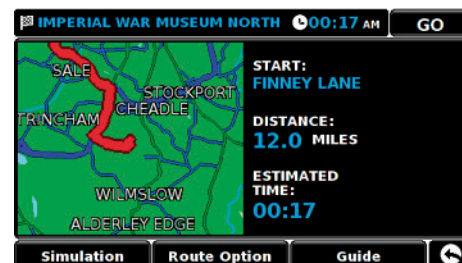 IMPERIAL WAR MUSEUM NORTH 00:17 AM GO
SALE
STOCKPORT
CHEADLE
TRINCHAM
WILMSLOW
ALDERLEY EDGE
START:
FINNEY LANE
DISTANCE:
12.0 MILES
ESTIMATED
TIME:
00:17
Simulation Route Option Guide